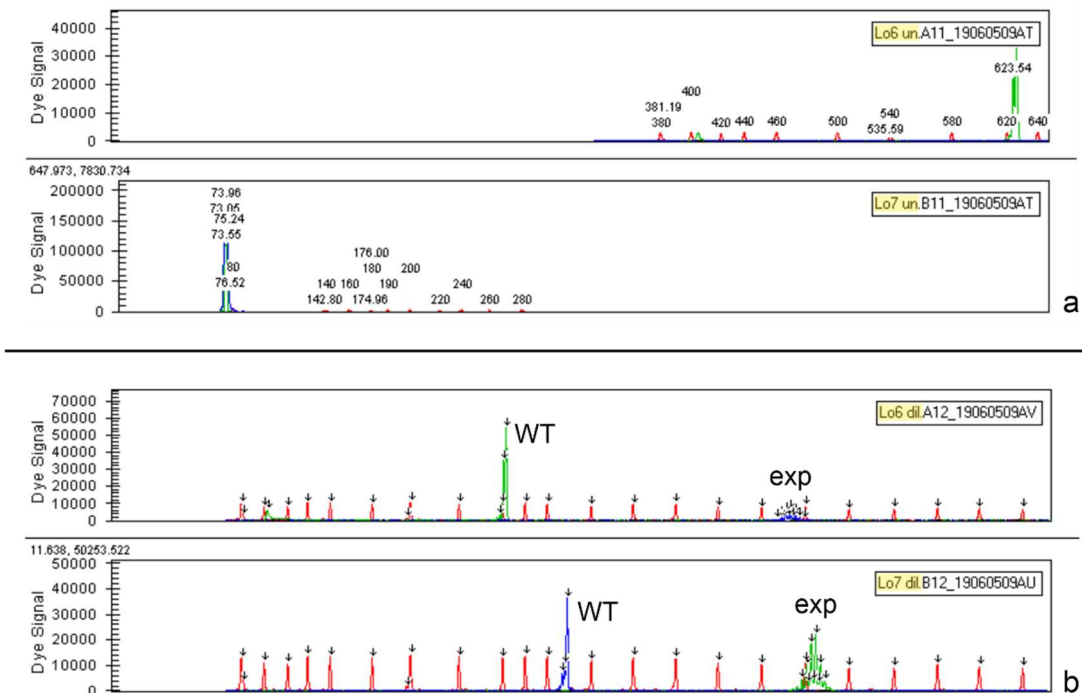 40000
30000
20000
10000
0
Dye Signal
Lo6 un.A11_19060509AT
623.54
400
381.19
380 420 440 460 500 540 535.59 580 620 640
647.973, 7830.734
200000
150000
100000
50000
0
Dye Signal
Lo7 un.B11_19060509AT
73.96
73.05
75.24
73.55
80
76.52
176.00
140 160 180 190 200 240
142.80 174.96 220 260 280
a
70000
60000
50000
40000
30000
20000
10000
0
Dye Signal
Lo6 dil.A12_19060509AV
WT
exp
11.638, 50253.522
50000
40000
30000
20000
10000
0
Dye Signal
Lo7 dil.B12_19060509AU
WT
exp
b